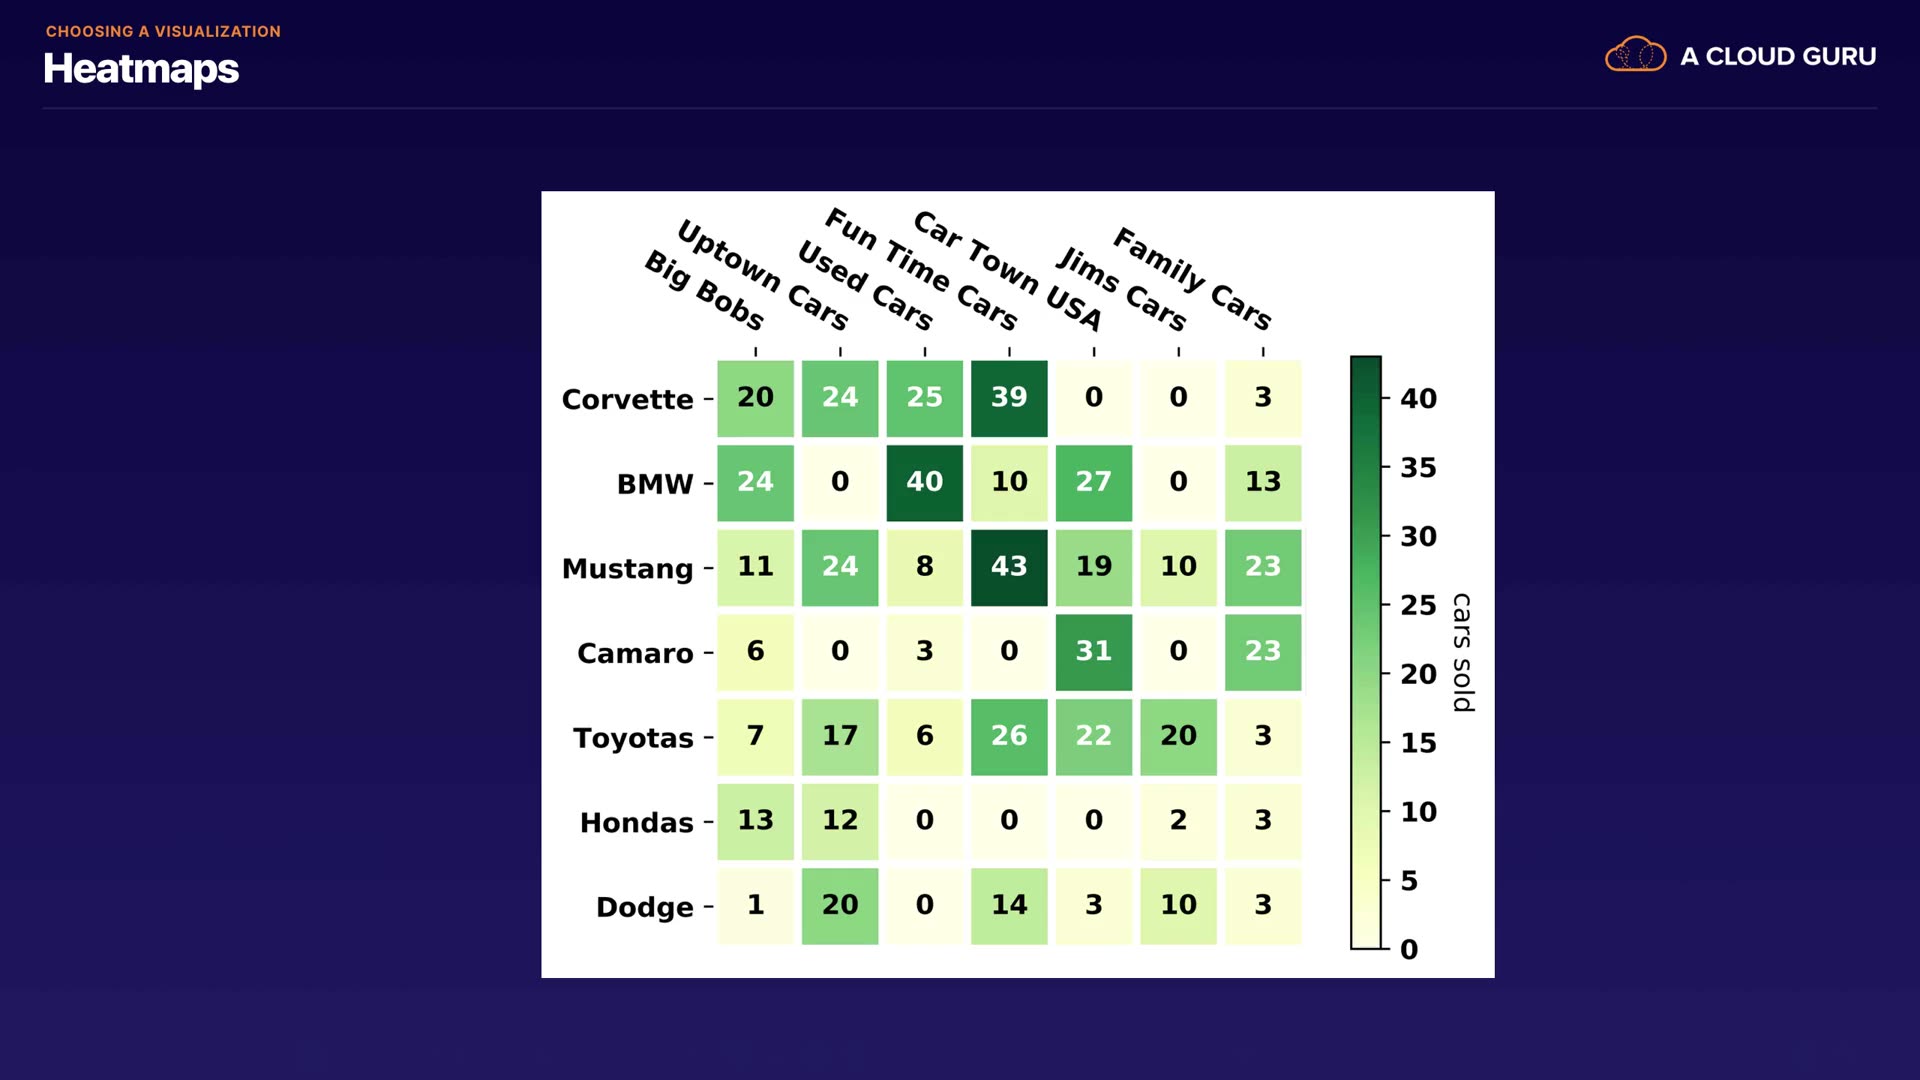 CHOOSING A VISUALIZATION
Heatmaps
A CLOUD GURU
Big Bobs
Uptown Cars
Used Cars
Fun Time Cars
Car Town USA
Jims Cars
Family Cars
Corvette 20 24 25 39 0 0 3
BMW 24 0 40 10 27 0 13
Mustang 11 24 8 43 19 10 23
Camaro 6 0 3 0 31 0 23
Toyotas 7 17 6 26 22 20 3
Hondas 13 12 0 0 0 2 3
Dodge 1 20 0 14 3 10 3
40
35
30
25
20
15
10
5
0
cars sold